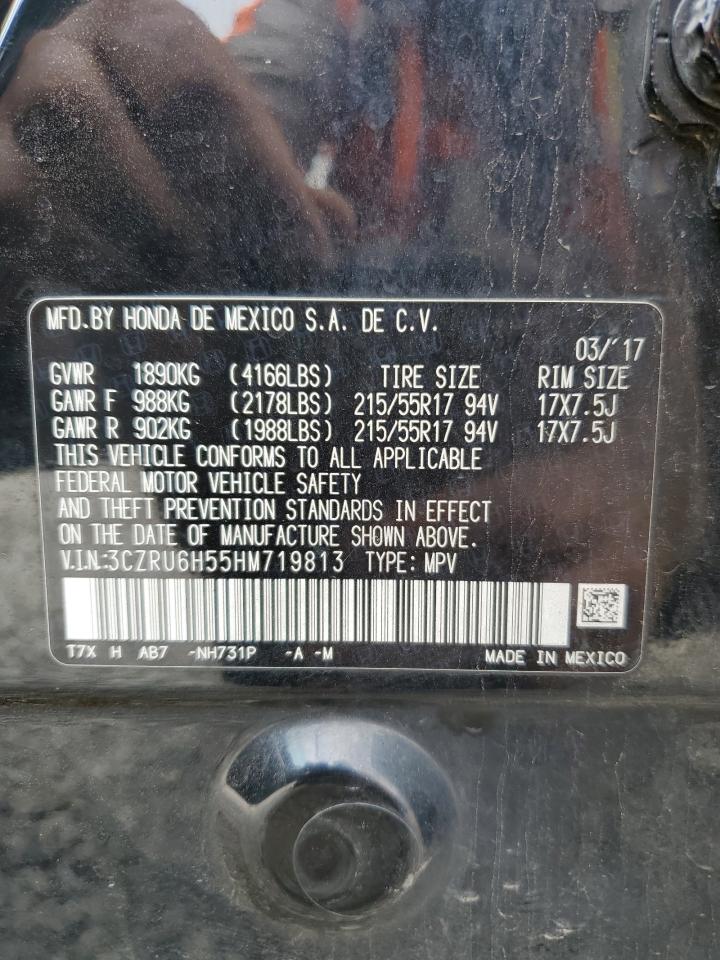 MFD.BY HONDA DE MEXICO S.A. DE C.V.
03/'17
GVWR 1890KG (4166LBS) TIRE SIZE RIM SIZE
GAWR F 988KG (2178LBS) 215/55R17 94V 17X7.5J
GAWR R 902KG (1988LBS) 215/55R17 94V 17X7.5J
THIS VEHICLE CONFORMS TO ALL APPLICABLE
FEDERAL MOTOR VEHICLE SAFETY
AND THEFT PREVENTION STANDARDS IN EFFECT
ON THE DATE OF MANUFACTURE SHOWN ABOVE.
V.I.N:3CZRU6H55HM719813 TYPE: MPV
T7X H AB7 -NH731P -A -M MADE IN MEXICO